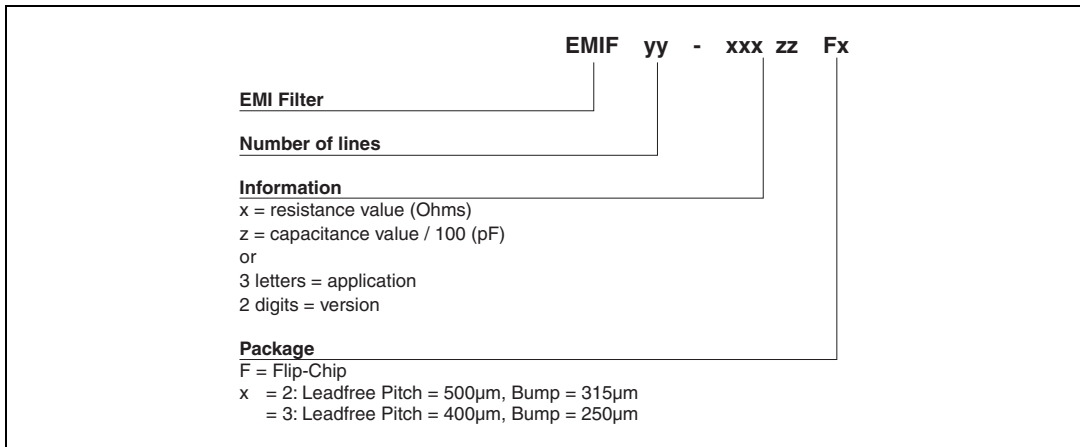 EMIF yy - xxx zz Fx
EMI Filter
Number of lines
Information
x = resistance value (Ohms)
z = capacitance value / 100 (pF)
or
3 letters = application
2 digits = version
Package
F = Flip-Chip
x = 2: Leadfree Pitch = 500µm, Bump = 315µm
= 3: Leadfree Pitch = 400µm, Bump = 250µm